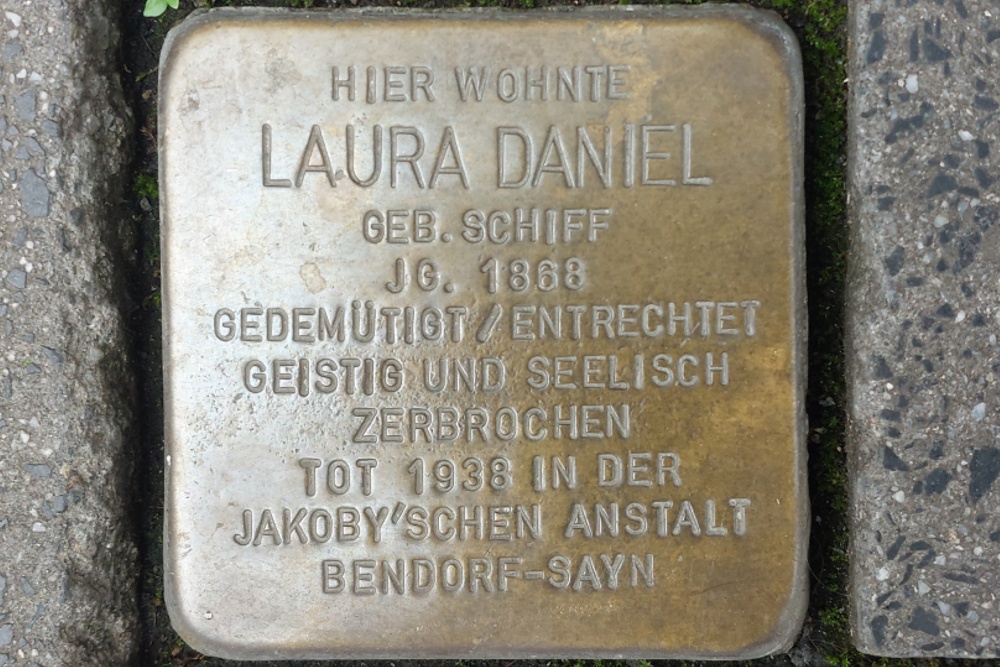 HIER WOHNTE
LAURA DANIEL
GEB. SCHIFF
JG. 1868
GEDEMÜTIGT / ENTRECHTET
GEISTIG UND SEELISCH
ZERBROCHEN
TOT 1938 IN DER
JAKOBY'SCHEN ANSTALT
BENDORF-SAYN